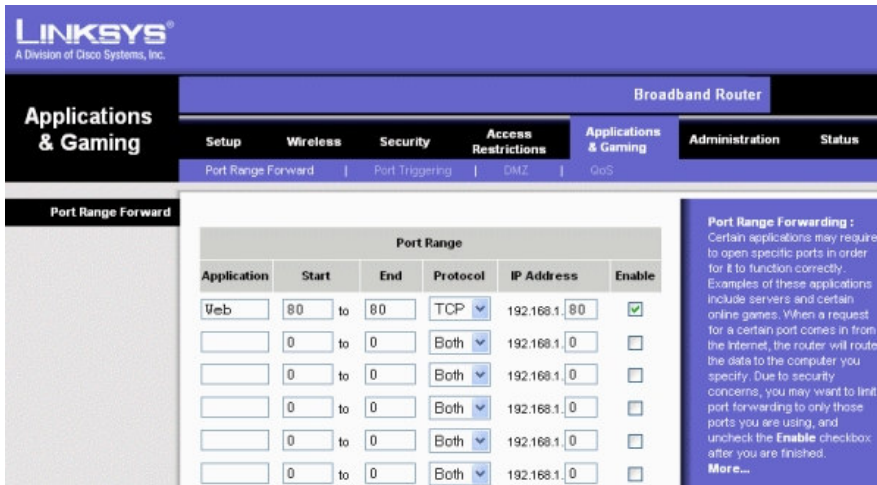 LINKSYS®
A Division of Cisco Systems, Inc.
Broadband Router
Applications
& Gaming
Setup Wireless Security Access Restrictions Applications & Gaming Administration Status
Port Range Forward | Port Triggering | DMZ | QoS
Port Range Forward
Port Range
Application Start End Protocol IP Address Enable
Web 80 to 80 TCP 192.168.1. 80
0 to 0 Both 192.168.1. 0
0 to 0 Both 192.168.1. 0
0 to 0 Both 192.168.1. 0
0 to 0 Both 192.168.1. 0
0 to 0 Both 192.168.1. 0
Port Range Forwarding :
Certain applications may require
to open specific ports in order
for it to function correctly.
Examples of these applications
include servers and certain
online games. When a request
for a certain port comes in from
the Internet, the router will route
the data to the computer you
specify. Due to security
concerns, you may want to limit
port forwarding to only those
ports you are using, and
uncheck the Enable checkbox
after you are finished.
More...